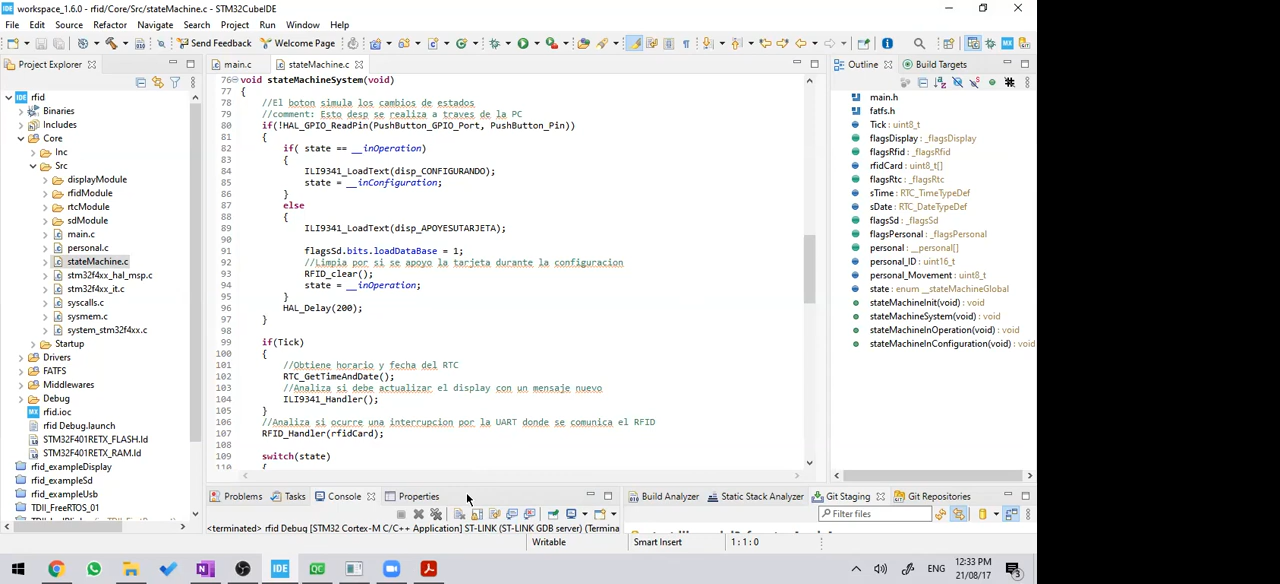 workspace_1.6.0 - rfid/Core/Src/stateMachine.c - STM32CubeIDE
File Edit Source Refactor Navigate Search Project Run Window Help
Send Feedback Welcome Page
Project Explorer
rfid
Binaries
Includes
Core
Inc
Src
displayModule
rfidModule
rtcModule
sdModule
main.c
personal.c
stateMachine.c
stm32f4xx_hal_msp.c
stm32f4xx_it.c
syscalls.c
sysmem.c
system_stm32f4xx.c
Startup
Drivers
FATFS
Middlewares
Debug
rfid.ioc
rfid Debug.launch
STM32F401RETX_FLASH.ld
STM32F401RETX_RAM.ld
rfid_exampleDisplay
rfid_exampleSd
rfid_exampleUsb
TDII_FreeRTOS_01
main.c stateMachine.c
76 void stateMachineSystem(void)
77 {
78 //El boton simula los cambios de estados
79 //comment: Esto desp se realiza a traves de la PC
80 if(!HAL_GPIO_ReadPin(PushButton_GPIO_Port, PushButton_Pin))
81 {
82 if( state == __inOperation)
83 {
84 ILI9341_LoadText(disp_CONFIGURANDO);
85 state = __inConfiguration;
86 }
87 else
88 {
89 ILI9341_LoadText(disp_APOYESUTARJETA);
90
91 flagsSd.bits.loadDataBase = 1;
92 //Limpia por si se apoyo la tarjeta durante la configuracion
93 RFID_clear();
94 state = __inOperation;
95 }
96 HAL_Delay(200);
97 }
98
99 if(Tick)
100 {
101 //Obtiene horario y fecha del RTC
102 RTC_GetTimeAndDate();
103 //Analiza si debe actualizar el display con un mensaje nuevo
104 ILI9341_Handler();
105 }
106 //Analiza si ocurre una interrupcion por la UART donde se comunica el RFID
107 RFID_Handler(rfidCard);
108
109 switch(state)
110 {
Outline Build Targets
main.h
fatfs.h
Tick : uint8_t
flagsDisplay : _flagsDisplay
flagsRfid : _flagsRfid
rfidCard : uint8_t[]
flagsRtc : _flagsRtc
sTime : RTC_TimeTypeDef
sDate : RTC_DateTypeDef
flagsSd : _flagsSd
flagsPersonal : _flagsPersonal
personal : __personal[]
personal_ID : uint16_t
personal_Movement : uint8_t
state : enum __stateMachineGlobal
stateMachineInit(void) : void
stateMachineSystem(void) : void
stateMachineInOperation(void) : void
stateMachineInConfiguration(void) : void
Problems Tasks Console Properties
<terminated> rfid Debug [STM32 Cortex-M C/C++ Application] ST-LINK (ST-LINK GDB server) (Termina
Build Analyzer Static Stack Analyzer Git Staging Git Repositories
Filter files
Writable Smart Insert 1 : 1 : 0
ENG
12:33 PM
21/08/17
3